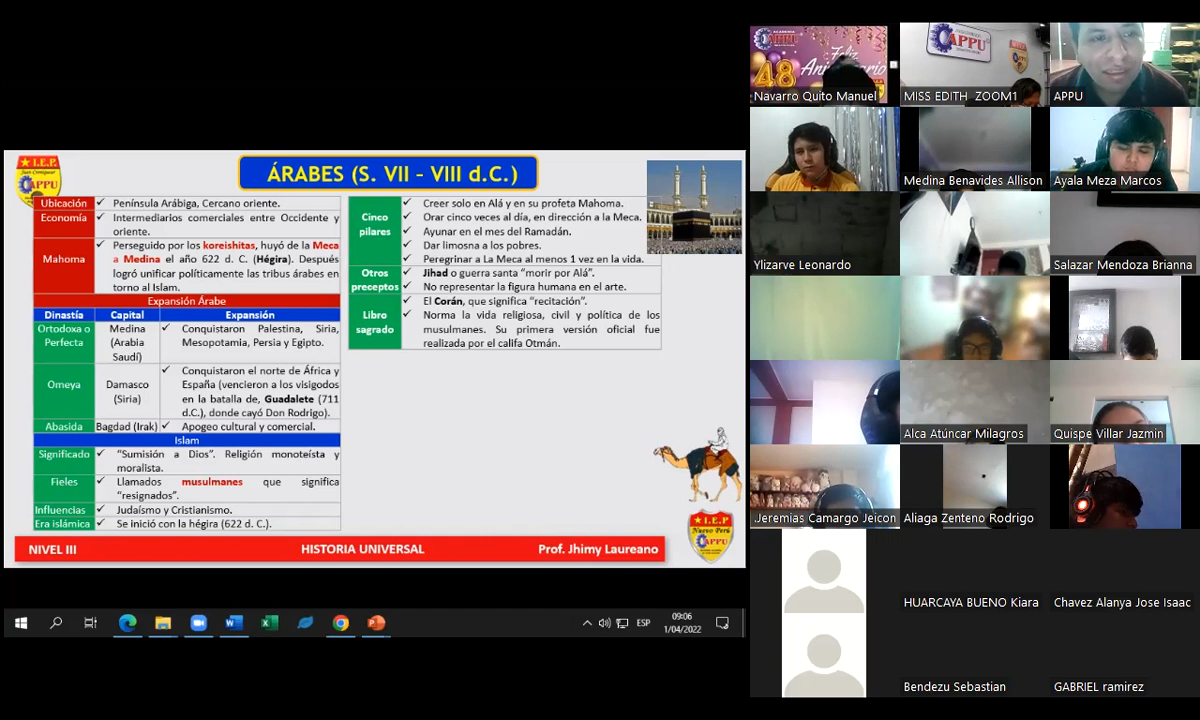 ÁRABES (S. VII – VIII d.C.)
I.E.P.
APPU
Ubicación ✓ Península Arábiga, Cercano oriente.
Economía ✓ Intermediarios comerciales entre Occidente y
oriente.
Mahoma ✓ Perseguido por los koreishitas, huyó de la Meca
a Medina el año 622 d. C. (Hégira). Después
logró unificar políticamente las tribus árabes en
torno al Islam.
Expansión Árabe
Dinastía Capital Expansión
Ortodoxa o
Perfecta
Medina
(Arabia
Saudí)
✓ Conquistaron Palestina, Siria,
Mesopotamia, Persia y Egipto.
Omeya
Damasco
(Siria)
✓ Conquistaron el norte de África y
España (vencieron a los visigodos
en la batalla de, Guadalete (711
d.C.), donde cayó Don Rodrigo).
Abasida Bagdad (Irak) ✓ Apogeo cultural y comercial.
Islam
Significado ✓ “Sumisión a Dios”. Religión monoteísta y
moralista.
Fieles ✓ Llamados musulmanes que significa
“resignados”.
Influencias ✓ Judaísmo y Cristianismo.
Era islámica ✓ Se inició con la hégira (622 d. C.).
Cinco
pilares
✓ Creer solo en Alá y en su profeta Mahoma.
✓ Orar cinco veces al día, en dirección a la Meca.
✓ Ayunar en el mes del Ramadán.
✓ Dar limosna a los pobres.
✓ Peregrinar a La Meca al menos 1 vez en la vida.
Otros
preceptos
✓ Jihad o guerra santa “morir por Alá”.
✓ No representar la figura humana en el arte.
Libro
sagrado
✓ El Corán, que significa “recitación”.
✓ Norma la vida religiosa, civil y política de los
musulmanes. Su primera versión oficial fue
realizada por el califa Otmán.
I.E.P
Nuevo Perú
APPU
NIVEL III HISTORIA UNIVERSAL Prof. Jhimy Laureano
ESP
09:06
1/04/2022
ACADEMIA
APPU
Feliz
Aniversario
48
Navarro Quito Manuel
APPU
MISS EDITH ZOOM1
APPU
Medina Benavides Allison
Ayala Meza Marcos
Ylizarve Leonardo
Salazar Mendoza Brianna
Alca Atúncar Milagros
Quispe Villar Jazmin
Jeremias Camargo Jeicon
Aliaga Zenteno Rodrigo
HUARCAYA BUENO Kiara
Chavez Alanya Jose Isaac
Bendezu Sebastian
GABRIEL ramirez